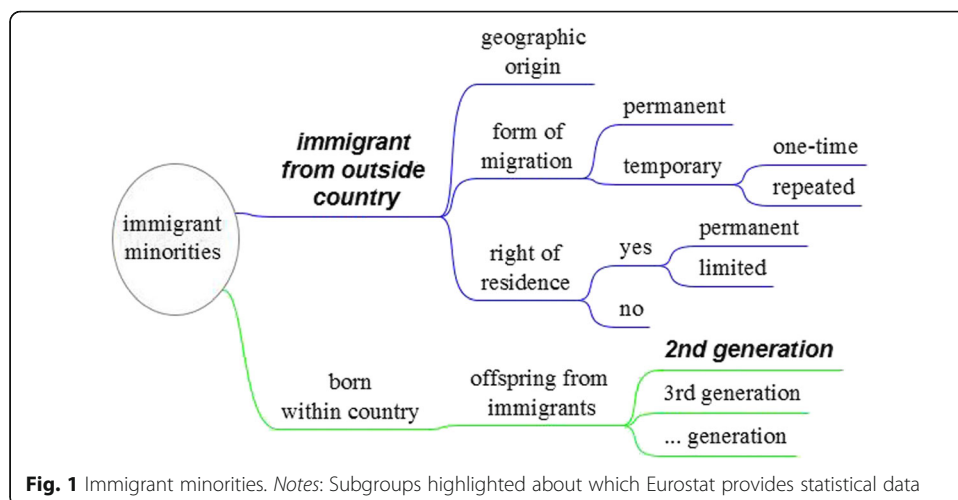 immigrant
minorities
immigrant
from outside
country
geographic
origin
form of
migration
permanent
temporary
one-time
repeated
right of
residence
yes
permanent
limited
no
born
within country
offspring from
immigrants
2nd generation
3rd generation
... generation
Fig. 1 Immigrant minorities. Notes: Subgroups highlighted about which Eurostat provides statistical data